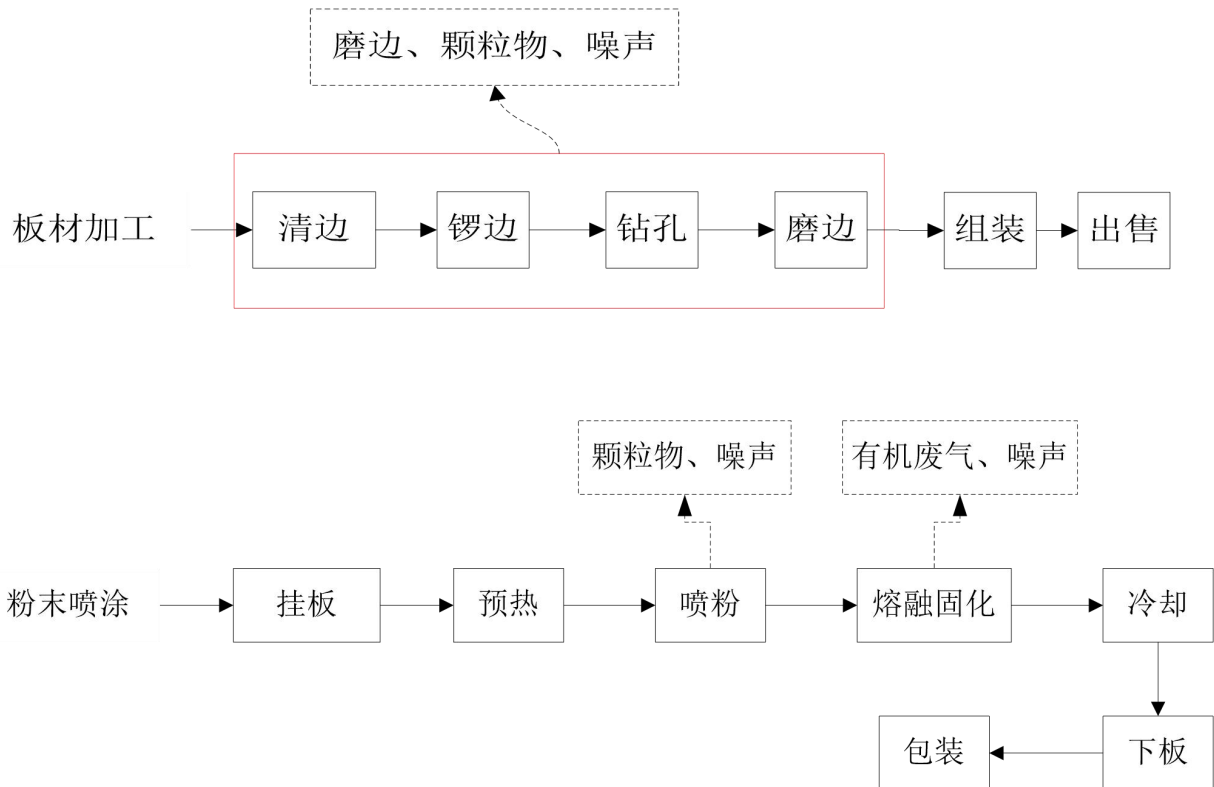 磨边、颗粒物、噪声
板材加工 清边 锣边 钻孔 磨边 组装 出售
颗粒物、噪声 有机废气、噪声
粉末喷涂 挂板 预热 喷粉 熔融固化 冷却
包装 下板